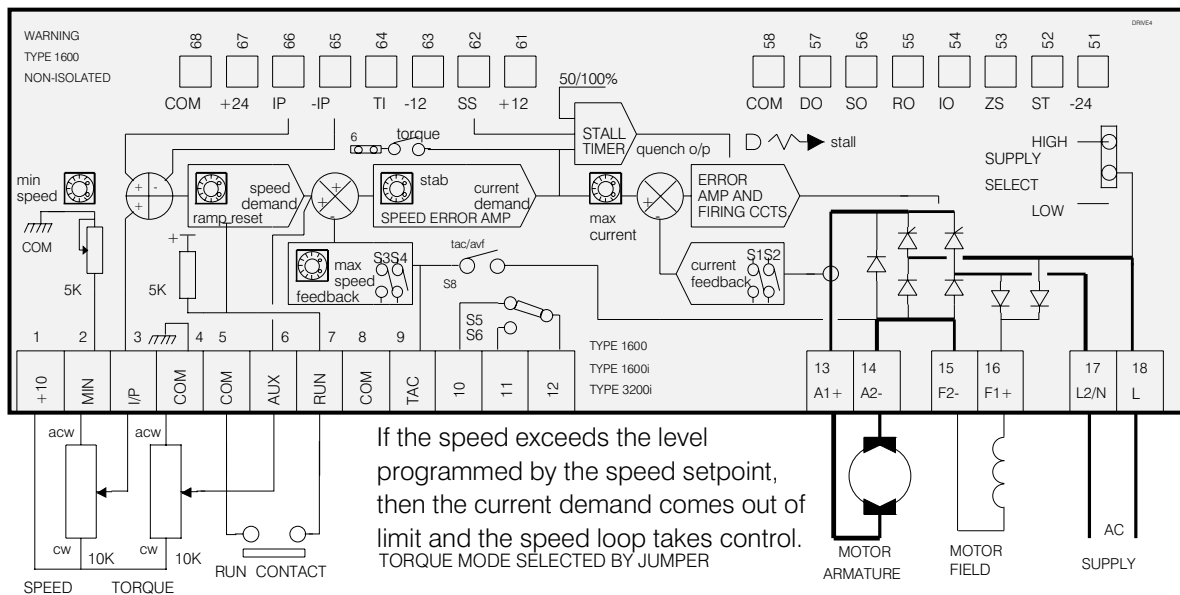 WARNING
TYPE 1600
NON-ISOLATED
DRIVE4
68 67 66 65 64 63 62 61
58 57 56 55 54 53 52 51
COM +24 IP -IP TI -12 SS +12
50/100%
COM DO SO RO IO ZS ST -24
STALL
TIMER
quench o/p
stall
HIGH
SUPPLY
SELECT
LOW
6
torque
min
speed
+ -
+ +
speed
demand
ramp reset
+
+
-
stab
current
demand
SPEED ERROR AMP
max
current
+
-
ERROR
AMP AND
FIRING CCTS
COM
5K
+
5K
max
speed
feedback
S3S4
tac/avf
S8
current
feedback
S1S2
S5
S6
TYPE 1600
TYPE 1600i
TYPE 3200i
1 2 3 4 5 6 7 8 9
+10 MIN I/P COM COM AUX RUN COM TAC 10 11 12
13 14 15 16 17 18
A1+ A2- F2- F1+ L2/N L
acw
acw
cw
10K
cw
10K
SPEED
TORQUE
RUN CONTACT
If the speed exceeds the level
programmed by the speed setpoint,
then the current demand comes out of
limit and the speed loop takes control.
TORQUE MODE SELECTED BY JUMPER
MOTOR
ARMATURE
MOTOR
FIELD
AC
SUPPLY